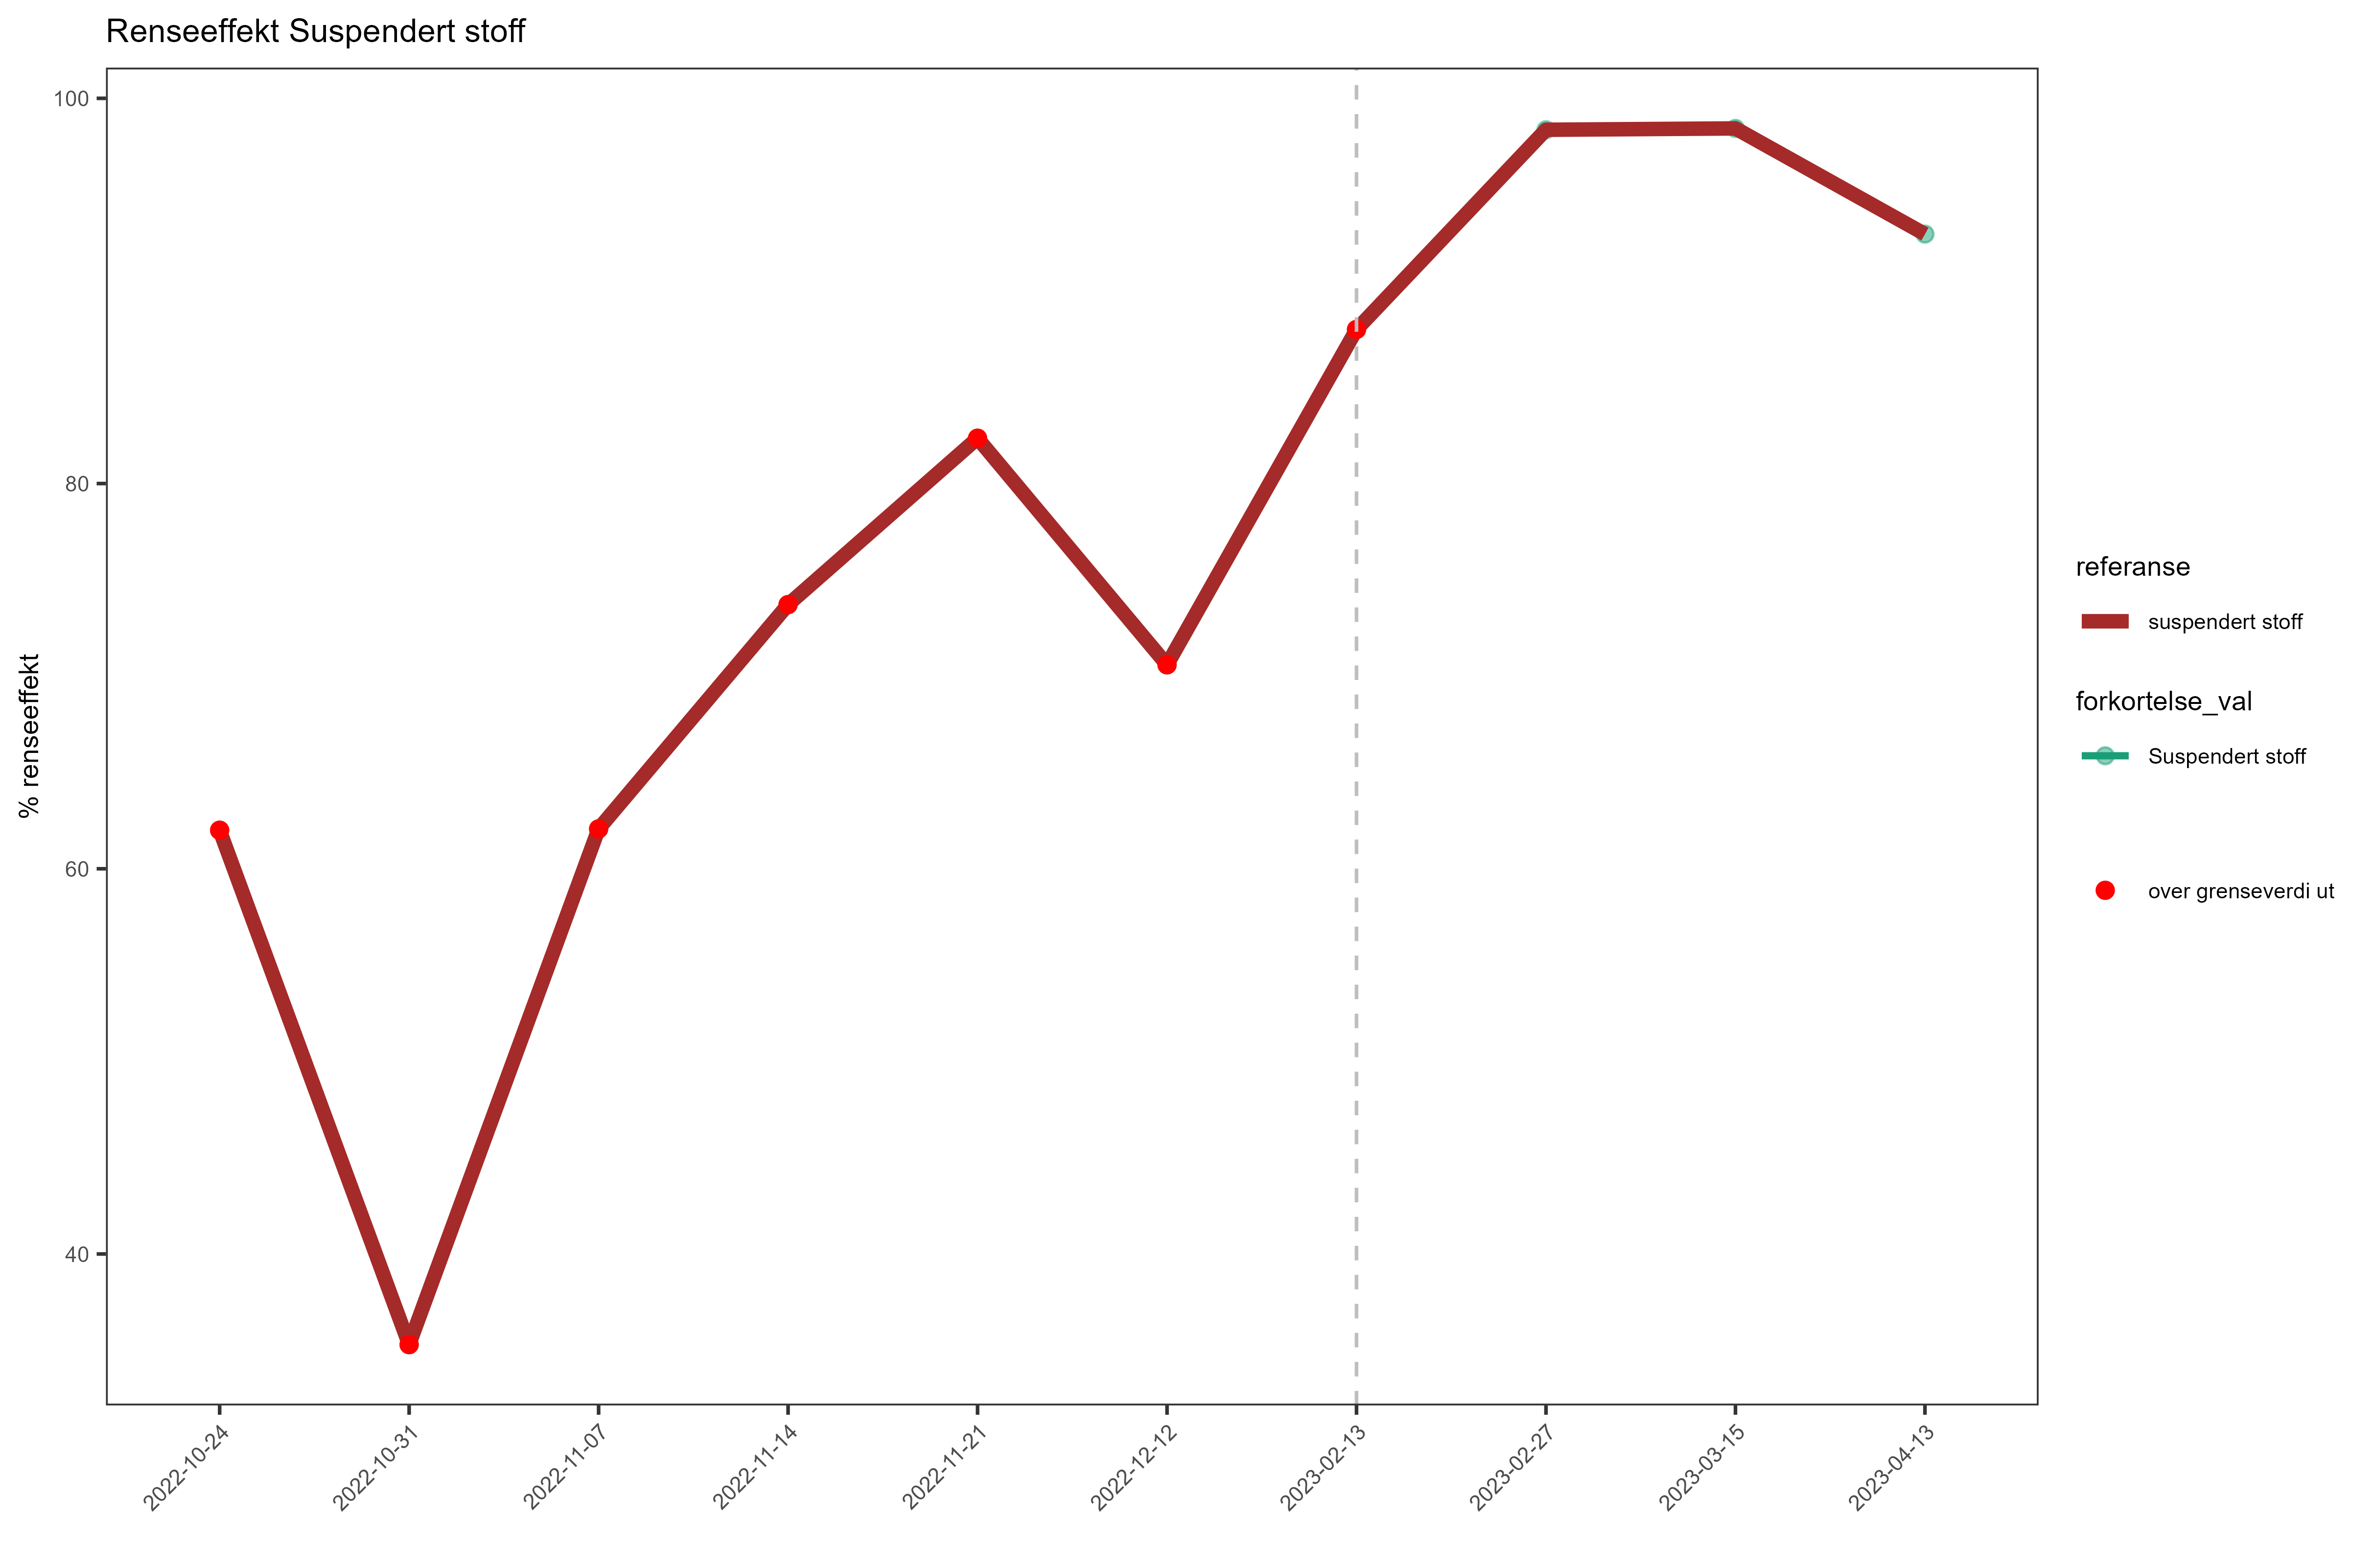 Renseeffekt Suspendert stoff
% renseeffekt
100
80
60
40
2022-10-24
2022-10-31
2022-11-07
2022-11-14
2022-11-21
2022-12-12
2023-02-13
2023-02-27
2023-03-15
2023-04-13
referanse
suspendert stoff
forkortelse_val
Suspendert stoff
over grenseverdi ut